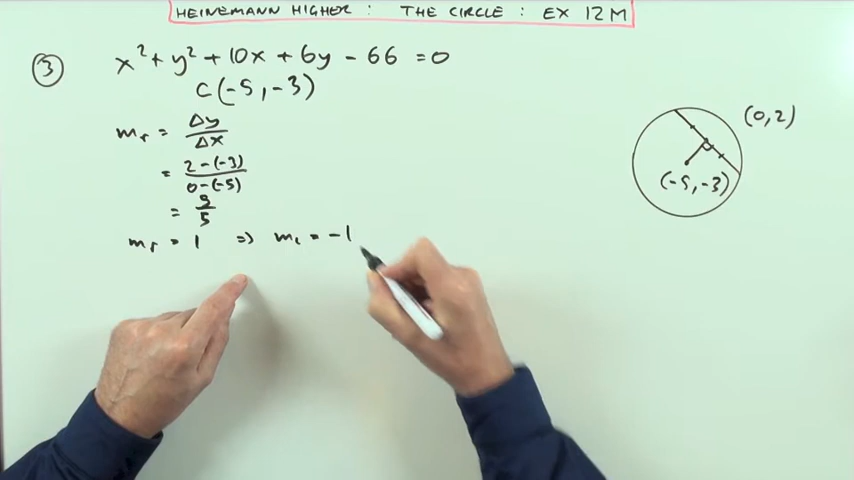 HEINEMANN HIGHER : THE CIRCLE : EX 12M
③ x² + y² + 10x + 6y - 66 = 0
C(-5, -3)
(0, 2)
(-5, -3)
mᵣ = Δy/Δx
= 2-(-3)/0-(-5)
= 5/5
mᵣ = 1 ⇒ m_c = -1